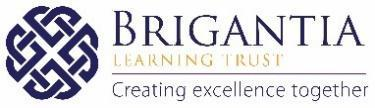 BRIGANTIA
LEARNING TRUST
Creating excellence together